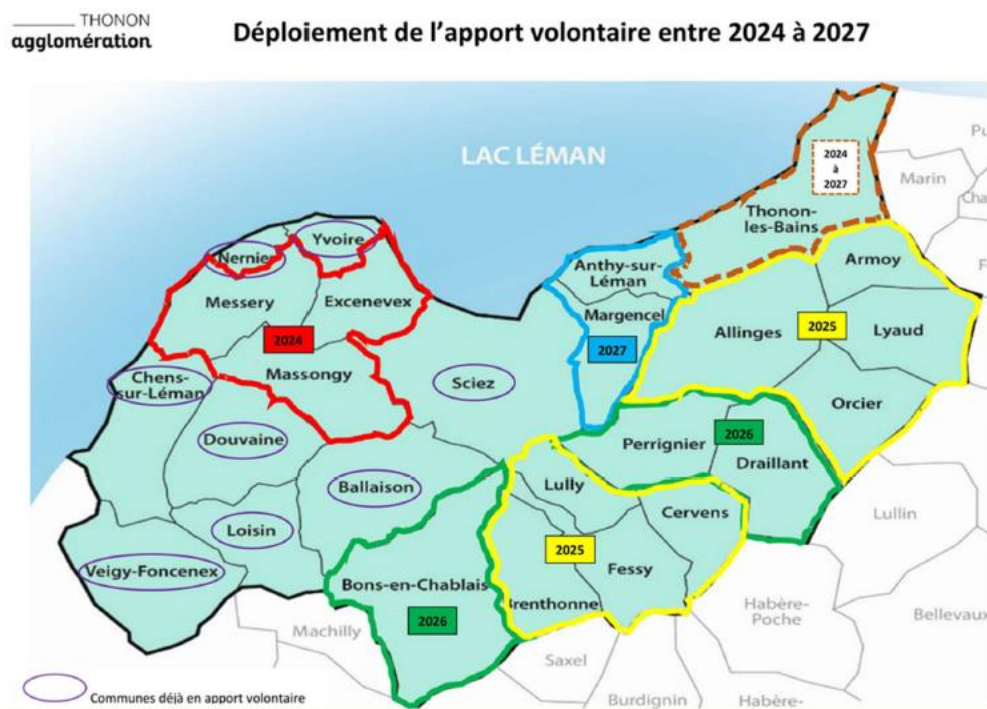 THONON
agglomération
Déploiement de l'apport volontaire entre 2024 à 2027
LAC LÉMAN
2024
à
2027
Marin
Thonon-
les-Bains
Yvoire
Nernier
Anthy-sur-
Léman
Armoy
Messery
Excenevex
Margencel
Allinges
2025
Lyaud
2024
2027
Massongy
Sciez
Chens-
sur-Léman
Orcier
Douvaine
Perrignier
2026
Draillant
Ballaison
Lully
Lullin
Cervens
Loisin
2025
Veigy-Foncenex
Fessy
Bons-en-Chablais
Brenthonne
Habère-
Poche
Bellevaux
2026
Machilly
Saxel
Burdignin
Habère-
Communes déjà en apport volontaire